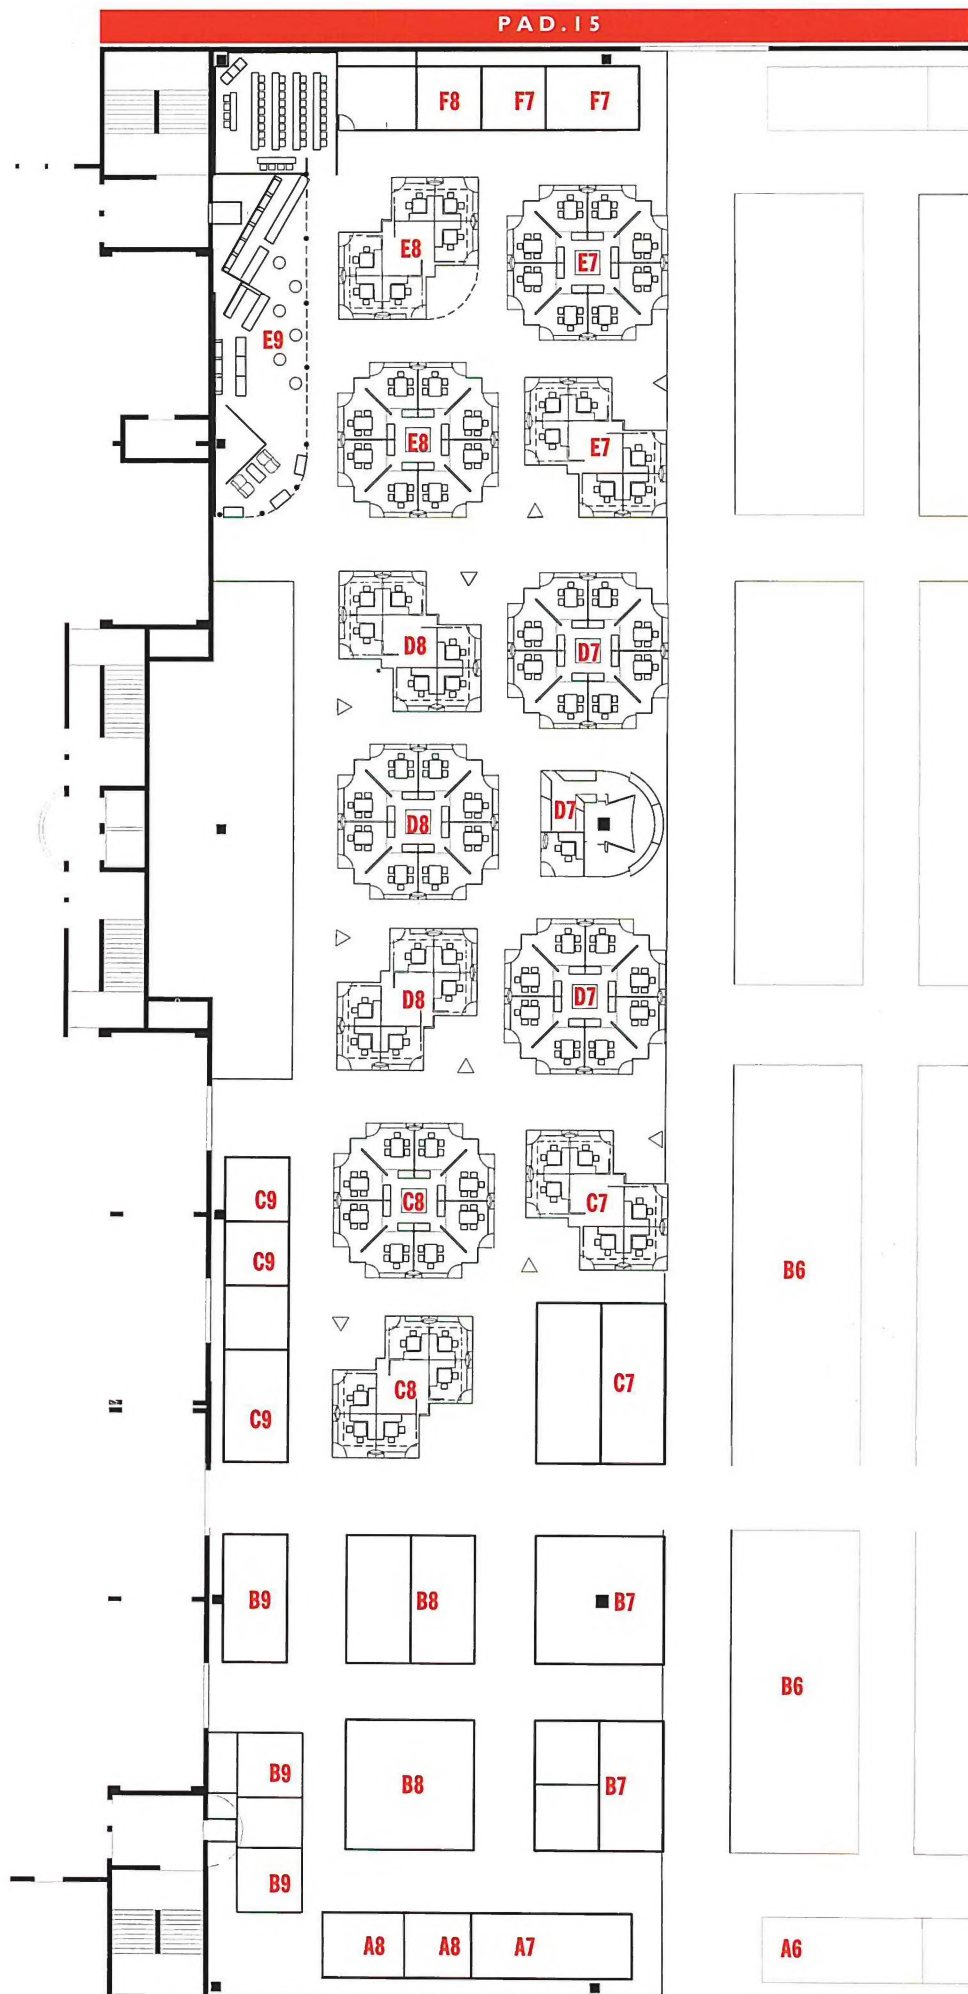 PAD.15
F8 F7 F7
E8 E7
E9
E8 E7
D8 D7
D8 D7
D8 D7
C9 C8 C7
C9 B6
C8 C7
C9
B9 B8 B7
B6
B9 B8 B7
B9
A8 A8 A7 A6